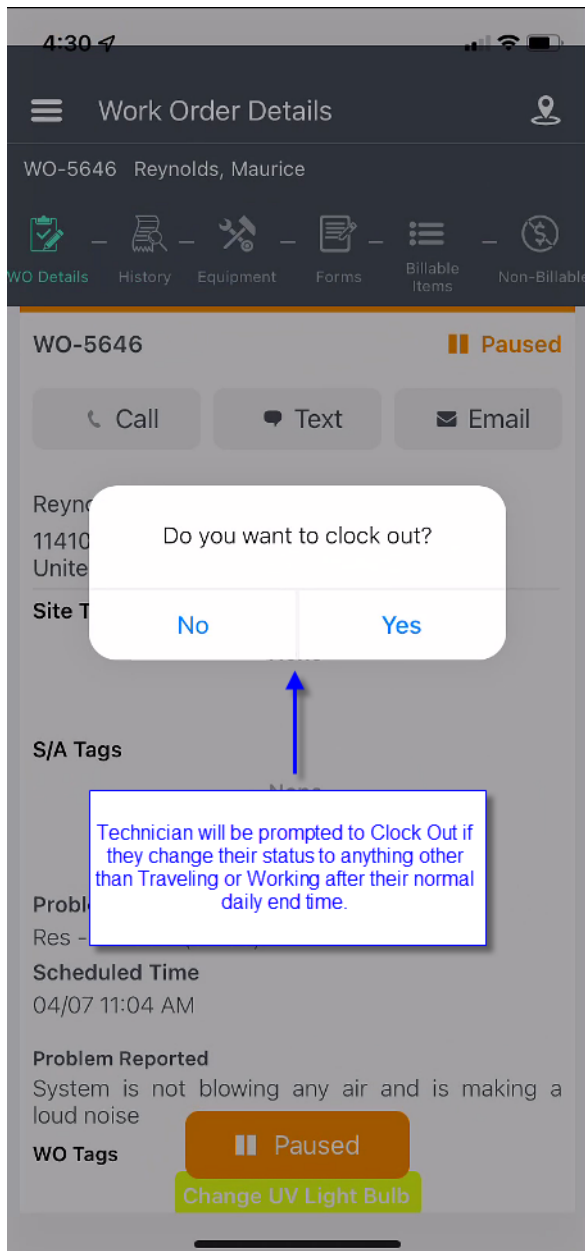 4:30
Work Order Details
WO-5646 Reynolds, Maurice
WO Details
History
Equipment
Forms
Billable
Items
Non-Billable
WO-5646
Paused
Call
Text
Email
11410
Do you want to clock out?
No
Yes
Site
S/A Tags
Technician will be prompted to Clock Out if
they change their status to anything other
than Traveling or Working after their normal
daily end time.
Res -
Scheduled Time
04/07 11:04 AM
Problem Reported
System is not blowing any air and is making a
loud noise
WO Tags
Paused
Change UV Light Bulb